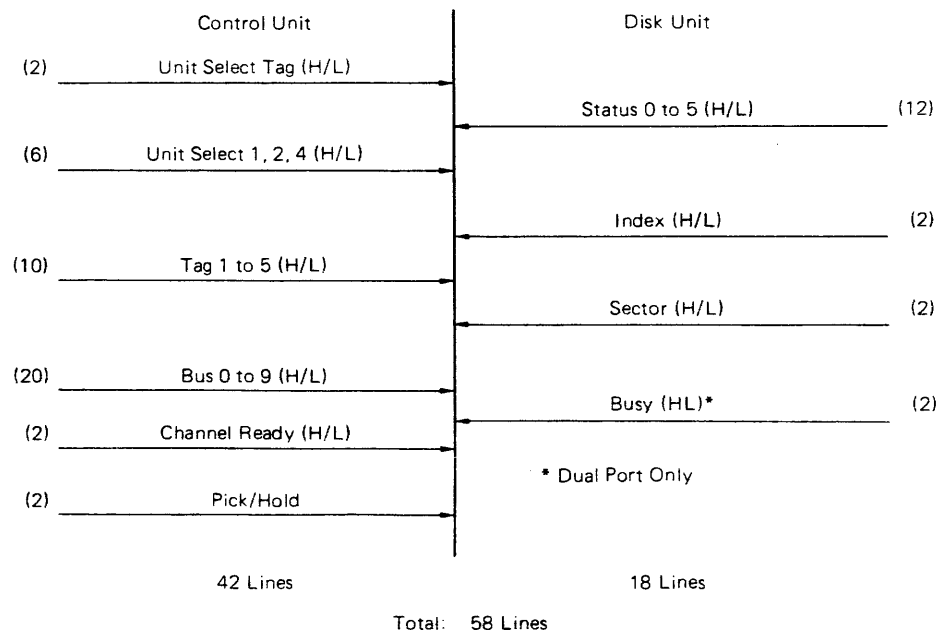 Control Unit
Disk Unit
(2) Unit Select Tag (H/L)
Status 0 to 5 (H/L) (12)
(6) Unit Select 1, 2, 4 (H/L)
Index (H/L) (2)
(10) Tag 1 to 5 (H/L)
Sector (H/L) (2)
(20) Bus 0 to 9 (H/L)
Busy (HL)* (2)
(2) Channel Ready (H/L)
* Dual Port Only
(2) Pick/Hold
42 Lines
18 Lines
Total: 58 Lines